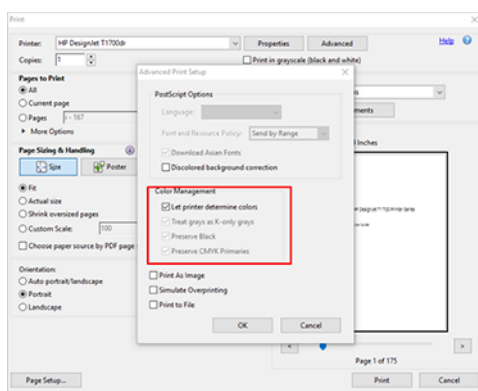 Print
Printer: HP DesignJet T1700dr Properties Advanced Help
Copies: 1 Print in grayscale (black and white)
Advanced Print Setup
Pages to Print
All
Current page
Pages 1 - 167
More Options
PostScript Options
Language:
Font and Resource Policy: Send by Range
Download Asian Fonts
Discolored background correction
Inches
Page Sizing & Handling
Size Poster
Fit
Actual size
Shrink oversized pages
Custom Scale: 100
Choose paper source by PDF page
Color Management
Let printer determine colors
Treat grays as K-only grays
Preserve Black
Preserve CMYK Primaries
Orientation:
Auto portrait/landscape
Portrait
Landscape
Print As Image
Simulate Overprinting
Print to File
OK Cancel
< >
Page 1 of 175
Page Setup... Print Cancel